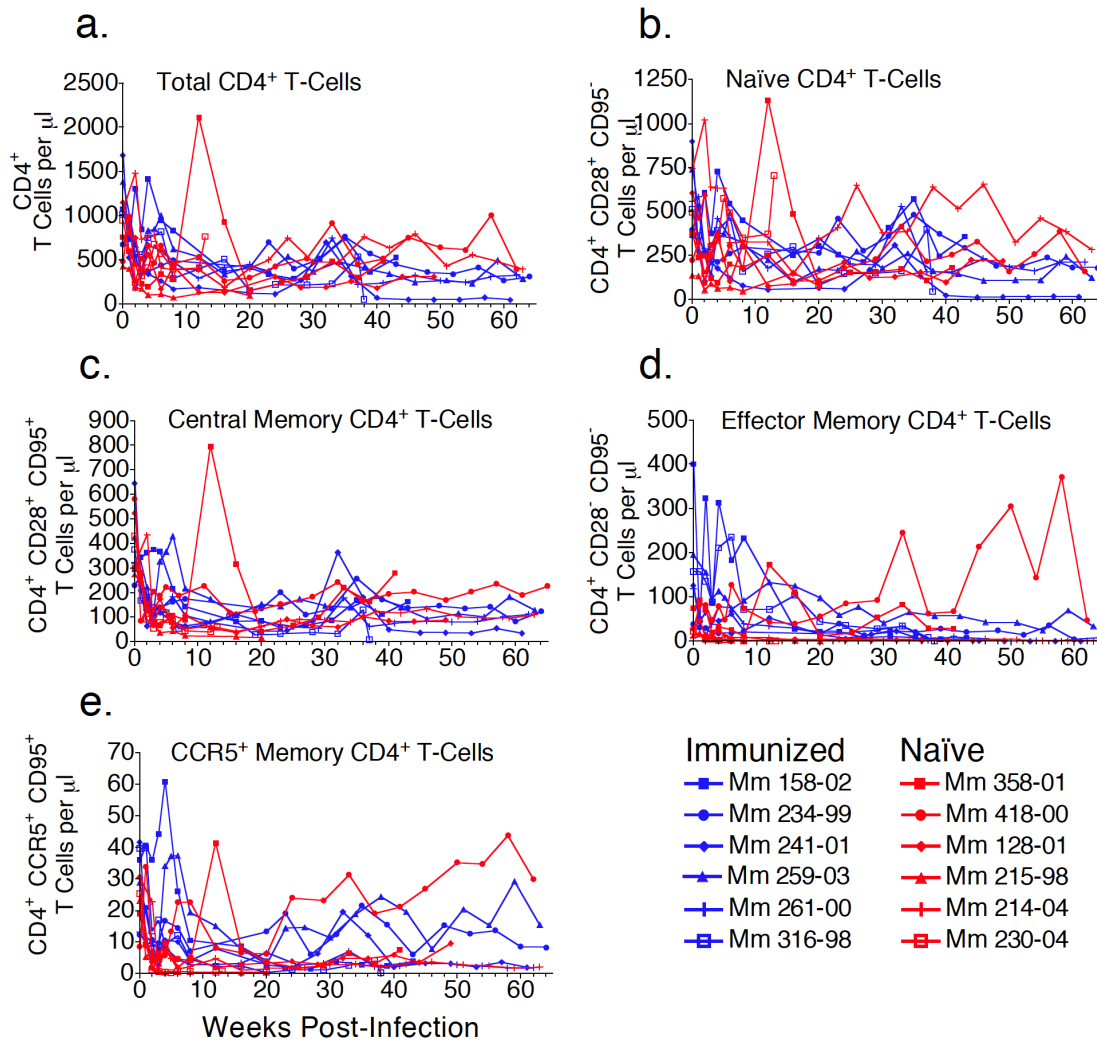 a.
Total CD4+ T-Cells
CD4+
T Cells per µl
2500
2000
1500
1000
500
0
0 10 20 30 40 50 60
b.
Naïve CD4+ T-Cells
CD4+ CD28+ CD95-
T Cells per µl
1250
1000
750
500
250
0
0 10 20 30 40 50 60
c.
Central Memory CD4+ T-Cells
CD4+ CD28+ CD95+
T Cells per µl
900
800
700
600
500
400
300
200
100
0
0 10 20 30 40 50 60
d.
Effector Memory CD4+ T-Cells
CD4+ CD28- CD95-
T Cells per µl
500
400
300
200
100
0
0 10 20 30 40 50 60
e.
CCR5+ Memory CD4+ T-Cells
CD4+ CCR5+ CD95+
T Cells per µl
70
60
50
40
30
20
10
0
0 10 20 30 40 50 60
Weeks Post-Infection
Immunized
Mm 158-02
Mm 234-99
Mm 241-01
Mm 259-03
Mm 261-00
Mm 316-98
Naïve
Mm 358-01
Mm 418-00
Mm 128-01
Mm 215-98
Mm 214-04
Mm 230-04